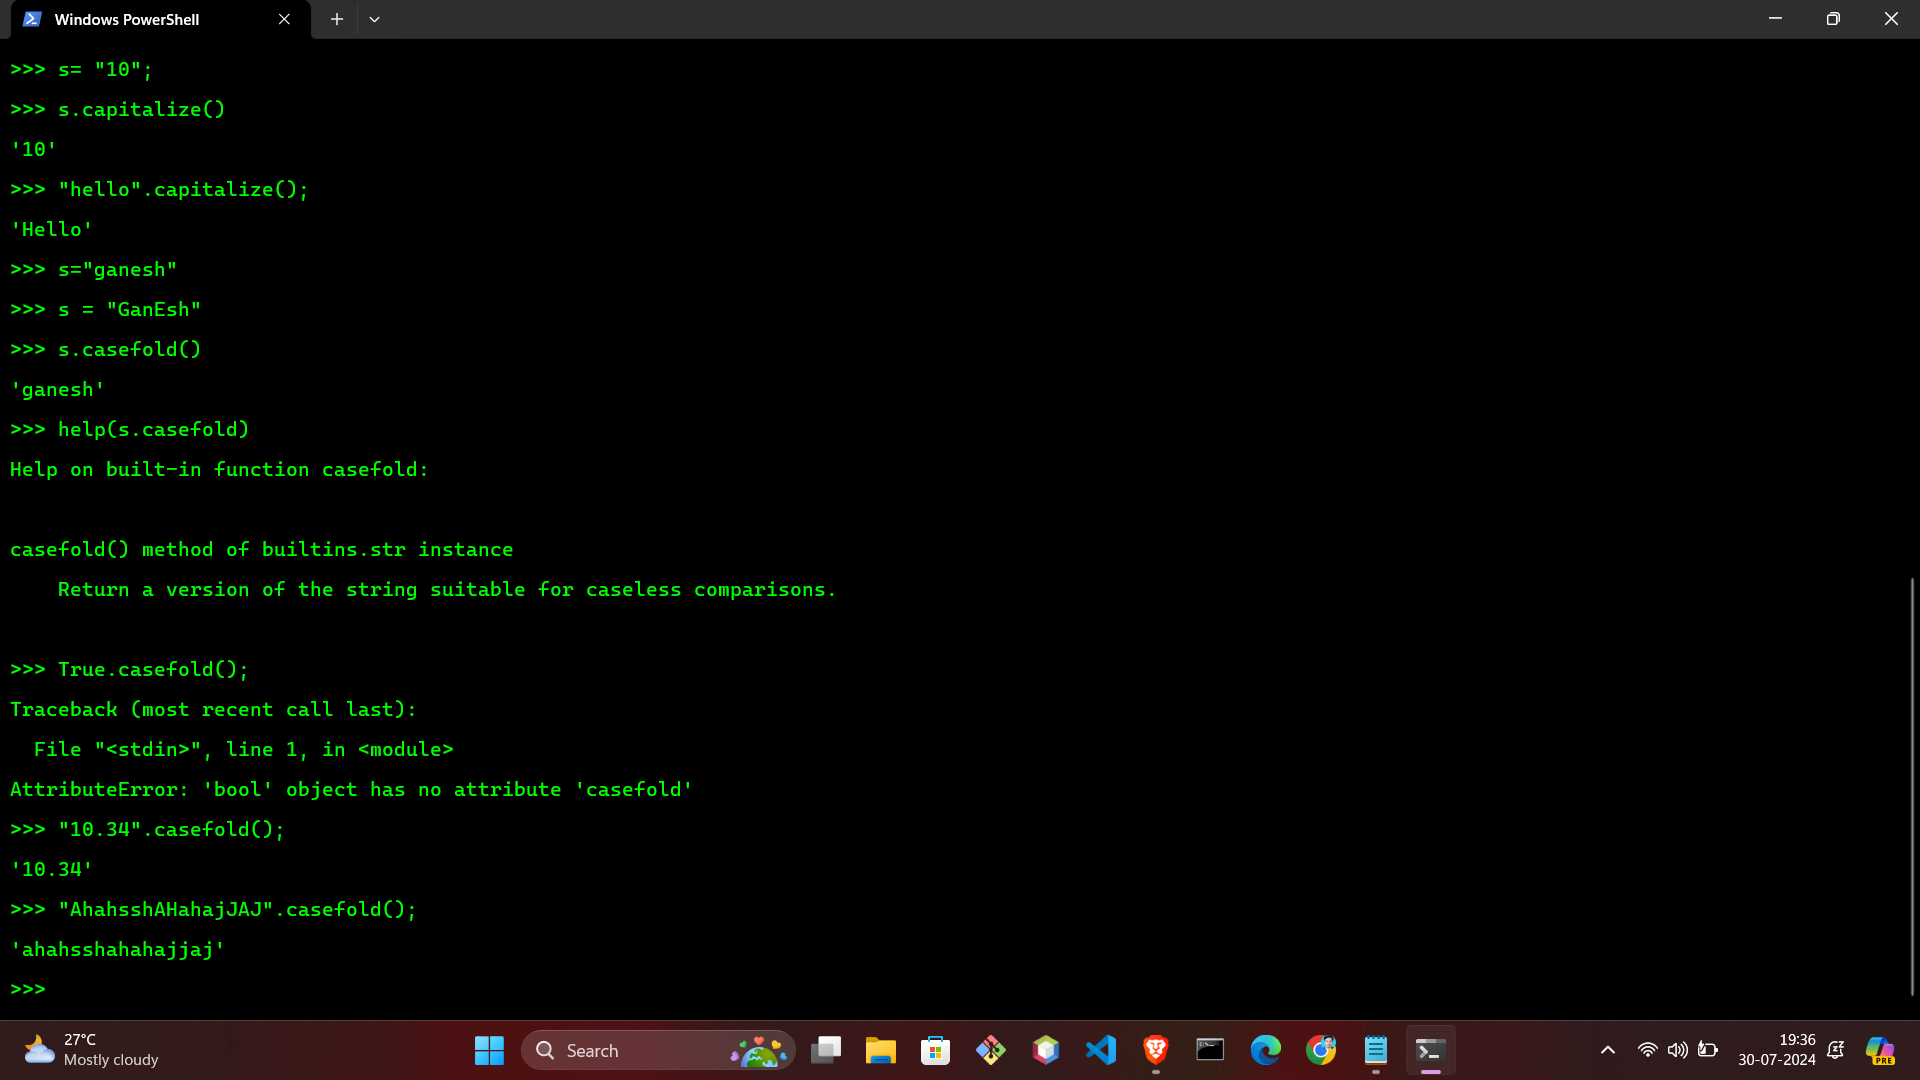 Windows PowerShell
>>> s= "10";
>>> s.capitalize()
'10'
>>> "hello".capitalize();
'Hello'
>>> s="ganesh"
>>> s = "GanEsh"
>>> s.casefold()
'ganesh'
>>> help(s.casefold)
Help on built-in function casefold:
casefold() method of builtins.str instance
    Return a version of the string suitable for caseless comparisons.
>>> True.casefold();
Traceback (most recent call last):
  File "<stdin>", line 1, in <module>
AttributeError: 'bool' object has no attribute 'casefold'
>>> "10.34".casefold();
'10.34'
>>> "AhahsshAHahajJAJ".casefold();
'ahahsshahahajjaj'
>>>
27°C
Mostly cloudy
Search
19:36
30-07-2024
PRE